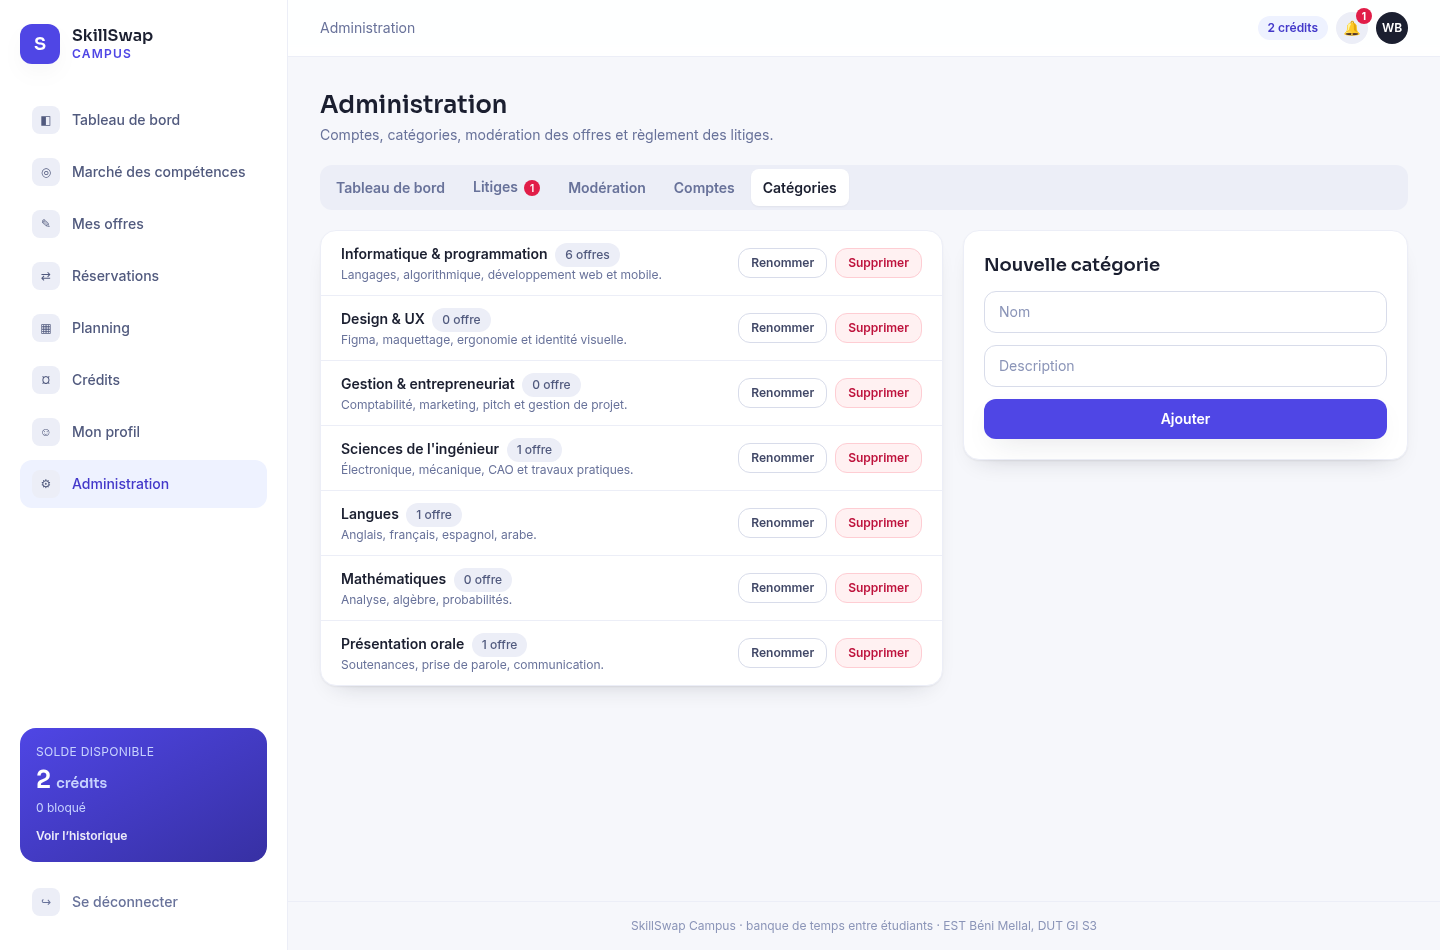 S
SkillSwap
CAMPUS
Tableau de bord
Marché des compétences
Mes offres
Réservations
Planning
Crédits
Mon profil
Administration
SOLDE DISPONIBLE
2 crédits
0 bloqué
Voir l’historique
Se déconnecter
Administration
2 crédits
1
WB
Administration
Comptes, catégories, modération des offres et règlement des litiges.
Tableau de bord Litiges 1 Modération Comptes Catégories
Informatique & programmation 6 offres
Langages, algorithmique, développement web et mobile.
Renommer Supprimer
Design & UX 0 offre
Figma, maquettage, ergonomie et identité visuelle.
Renommer Supprimer
Gestion & entrepreneuriat 0 offre
Comptabilité, marketing, pitch et gestion de projet.
Renommer Supprimer
Sciences de l'ingénieur 1 offre
Électronique, mécanique, CAO et travaux pratiques.
Renommer Supprimer
Langues 1 offre
Anglais, français, espagnol, arabe.
Renommer Supprimer
Mathématiques 0 offre
Analyse, algèbre, probabilités.
Renommer Supprimer
Présentation orale 1 offre
Soutenances, prise de parole, communication.
Renommer Supprimer
Nouvelle catégorie
Nom
Description
Ajouter
SkillSwap Campus · banque de temps entre étudiants · EST Béni Mellal, DUT GI S3